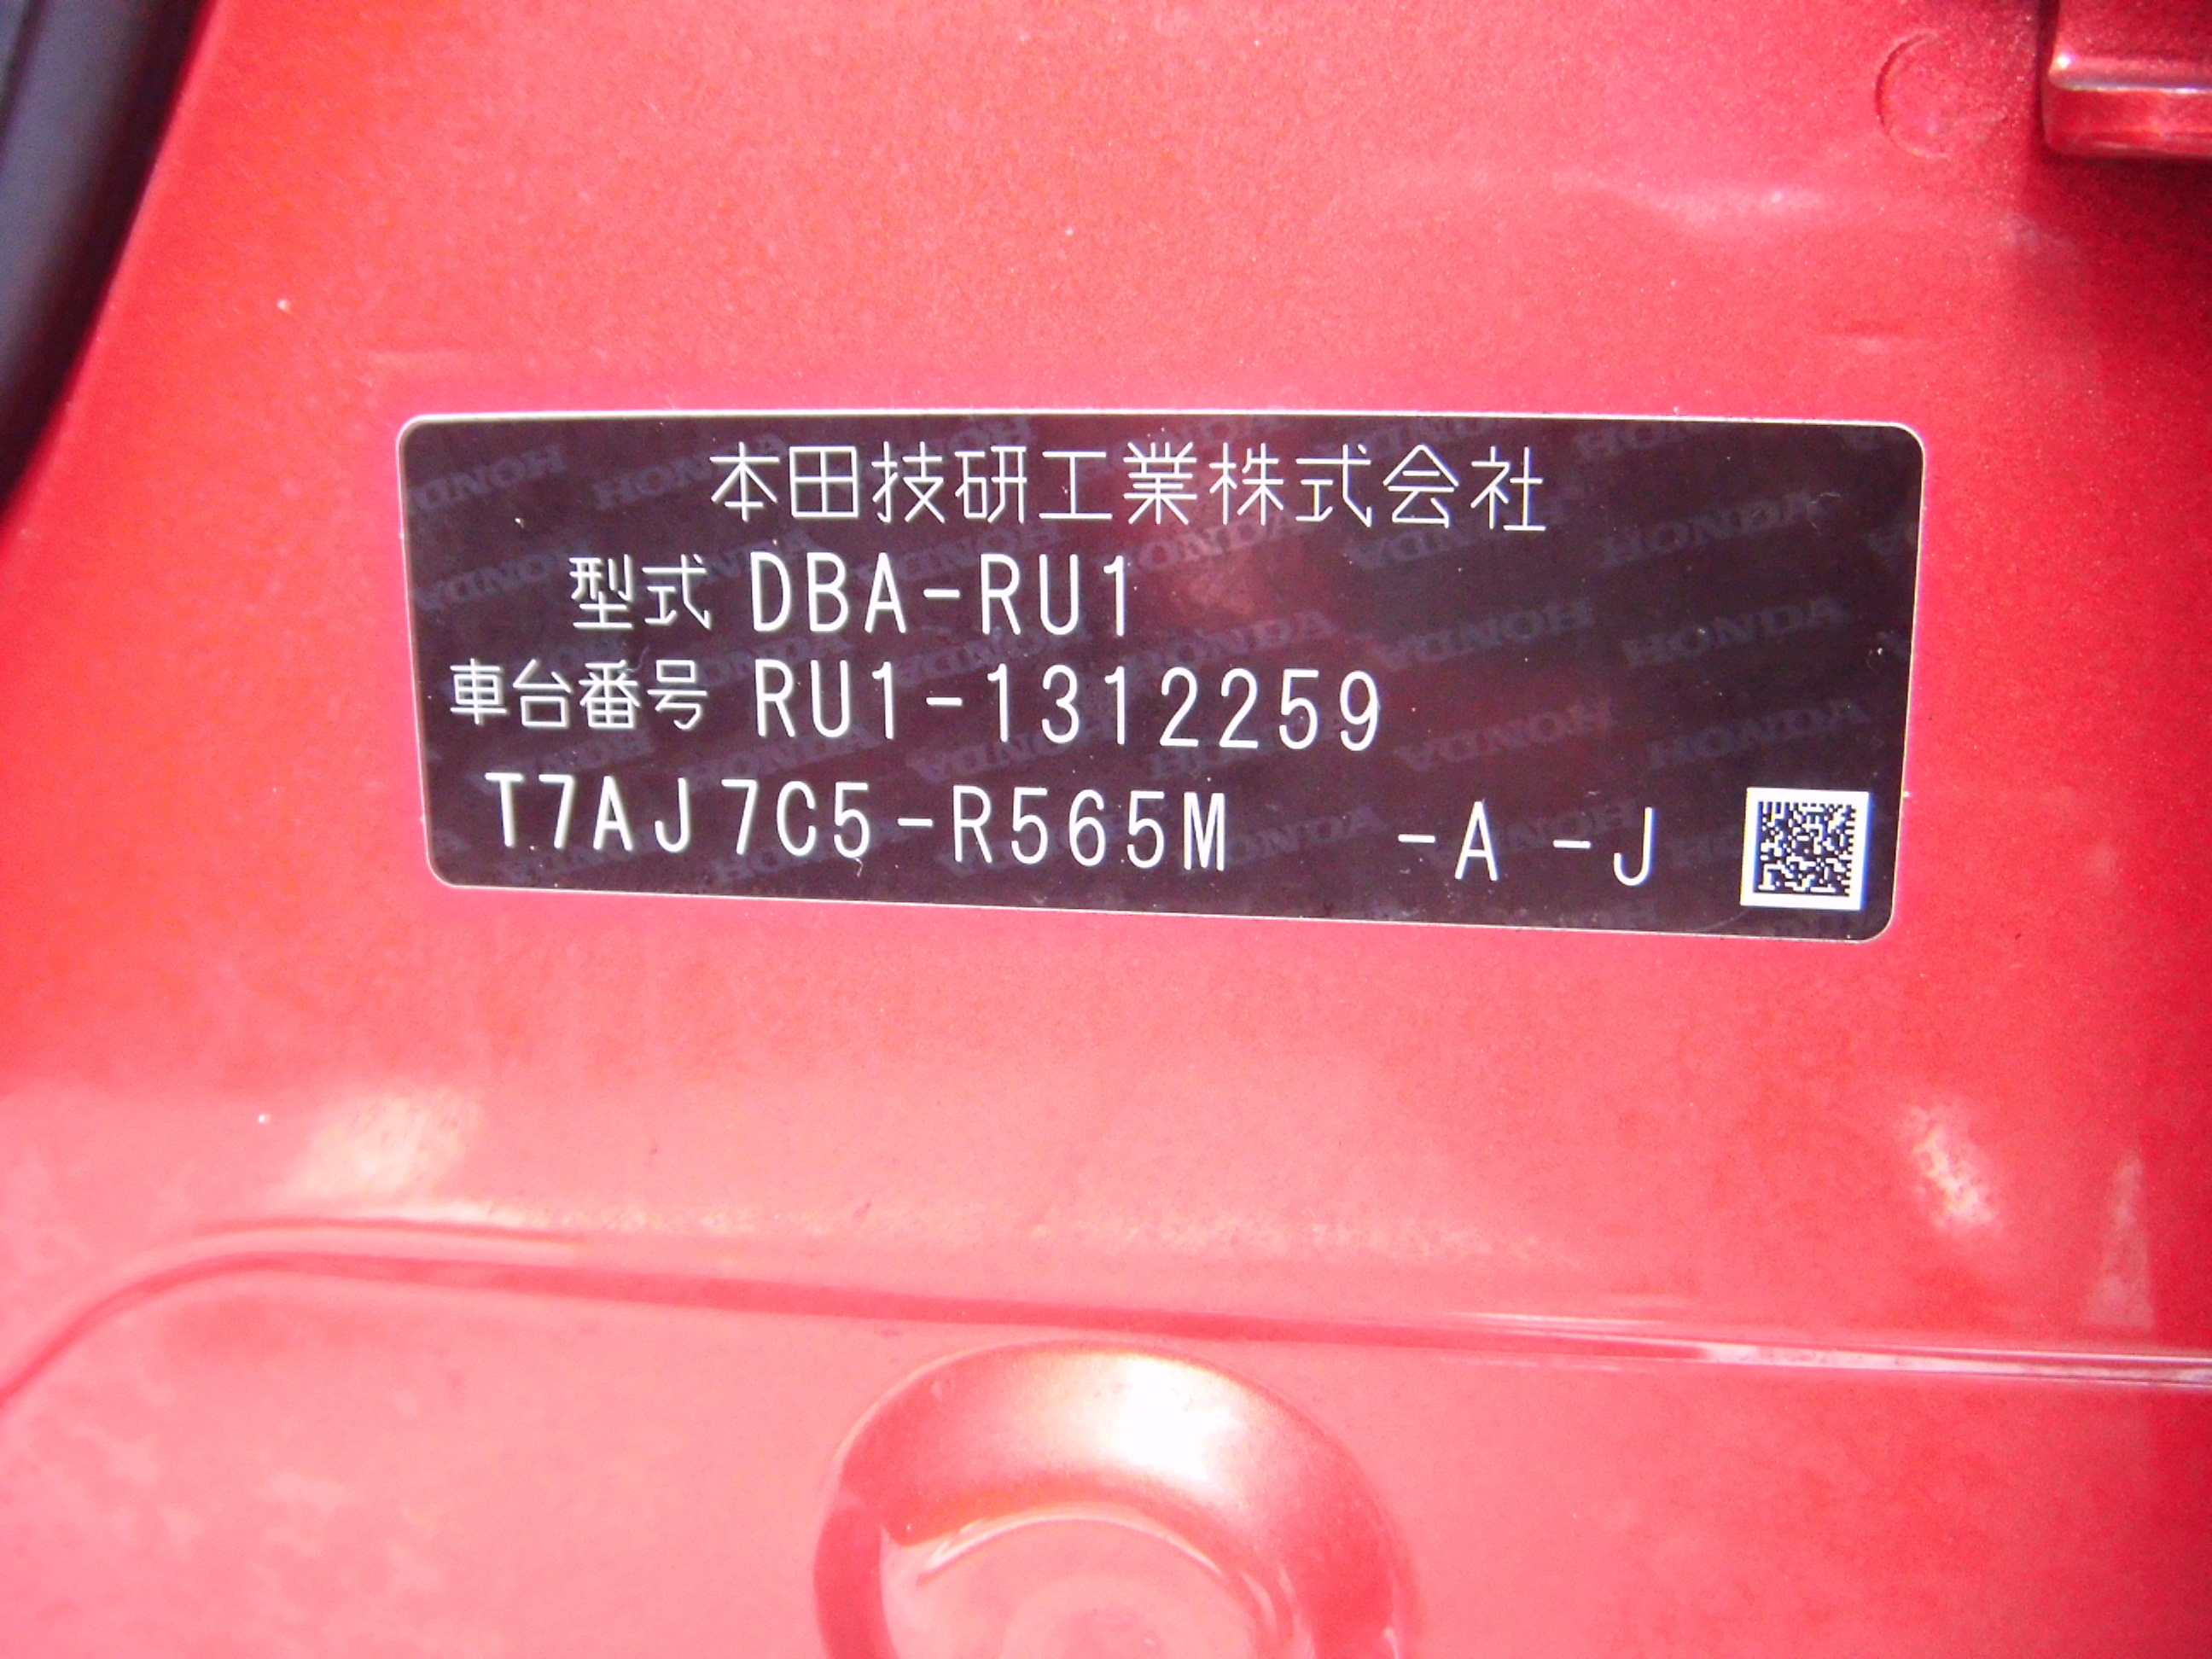 本田技研工業株式会社
型式 DBA-RU1
車台番号 RU1-1312259
T7AJ7C5-R565M -A -J